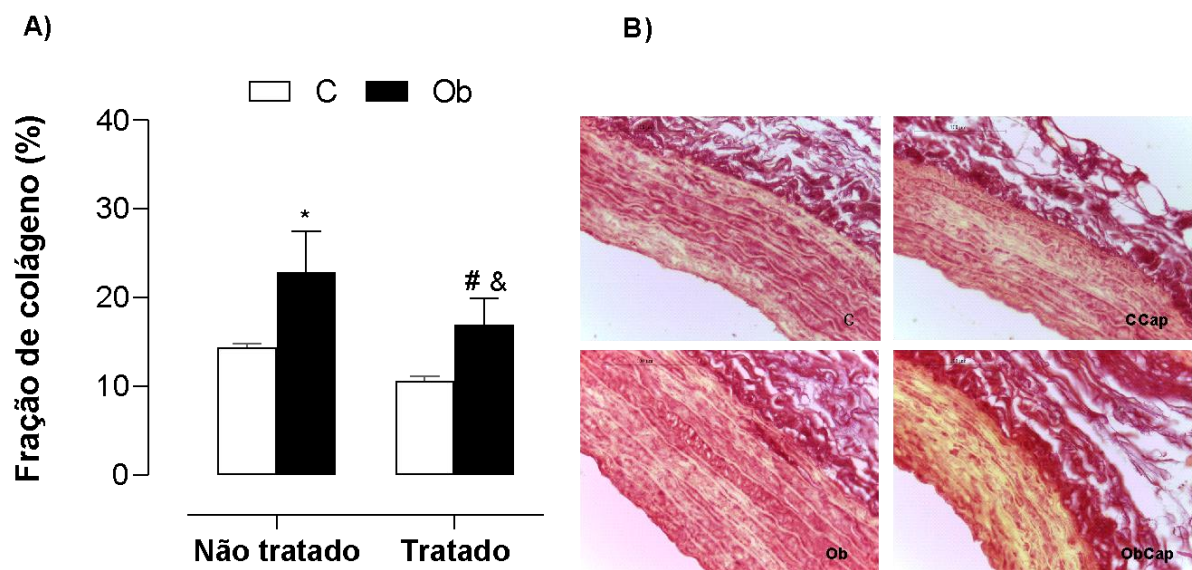 A)
C Ob
Fração de colágeno (%)
40
30
20
10
0
*
# &
Não tratado Tratado
B)
C
CCap
Ob
ObCap